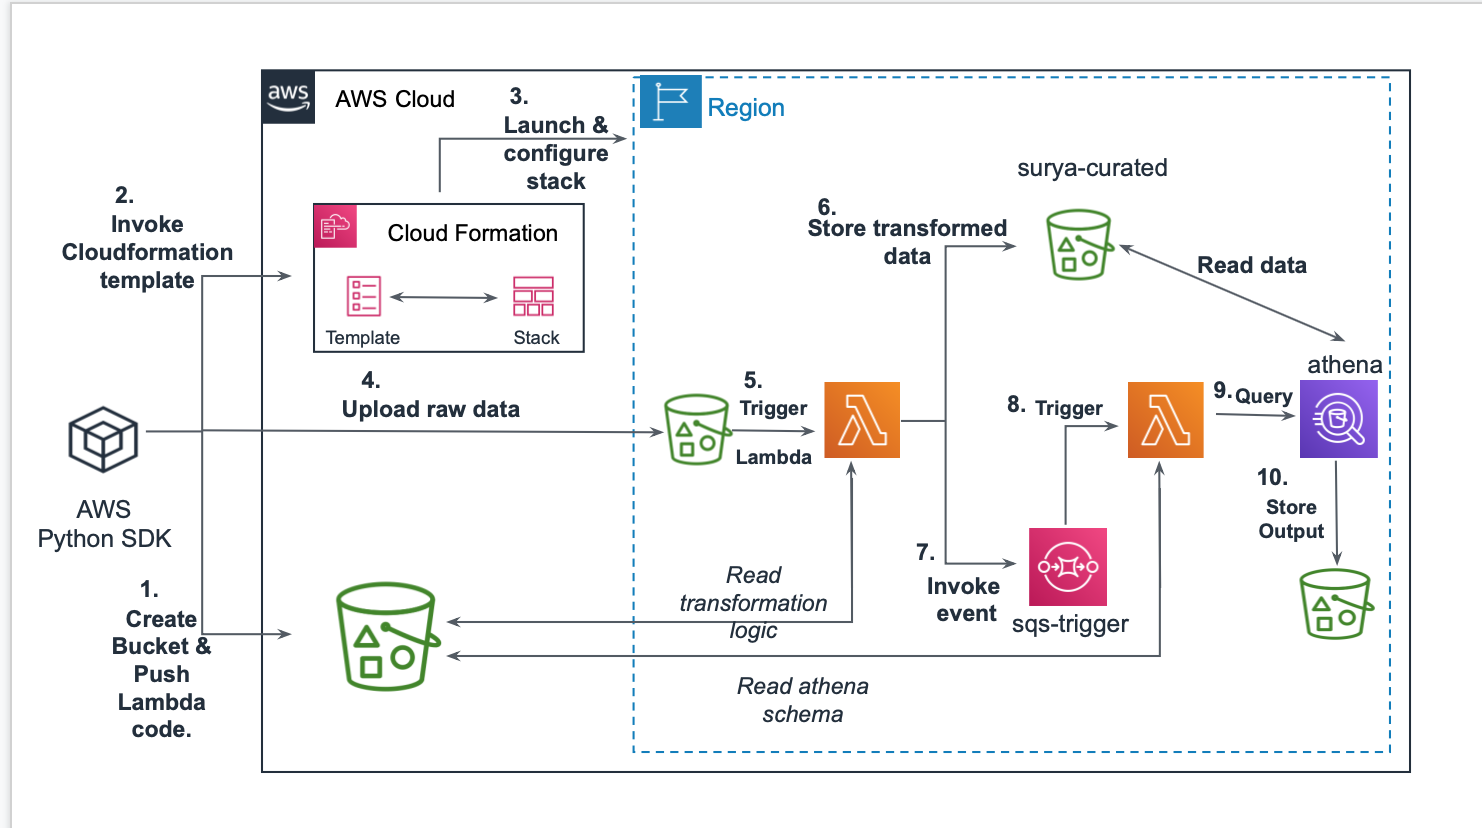 aws
AWS Cloud
3.
Launch &
configure
stack
Region
2.
Invoke
Cloudformation
template
Cloud Formation
Template
Stack
surya-curated
6.
Store transformed
data
Read data
athena
4.
Upload raw data
5.
Trigger
Lambda
8. Trigger
9. Query
AWS
Python SDK
10.
Store
Output
7.
Invoke
event
sqs-trigger
1.
Create
Bucket &
Push
Lambda
code.
Read
transformation
logic
Read athena
schema